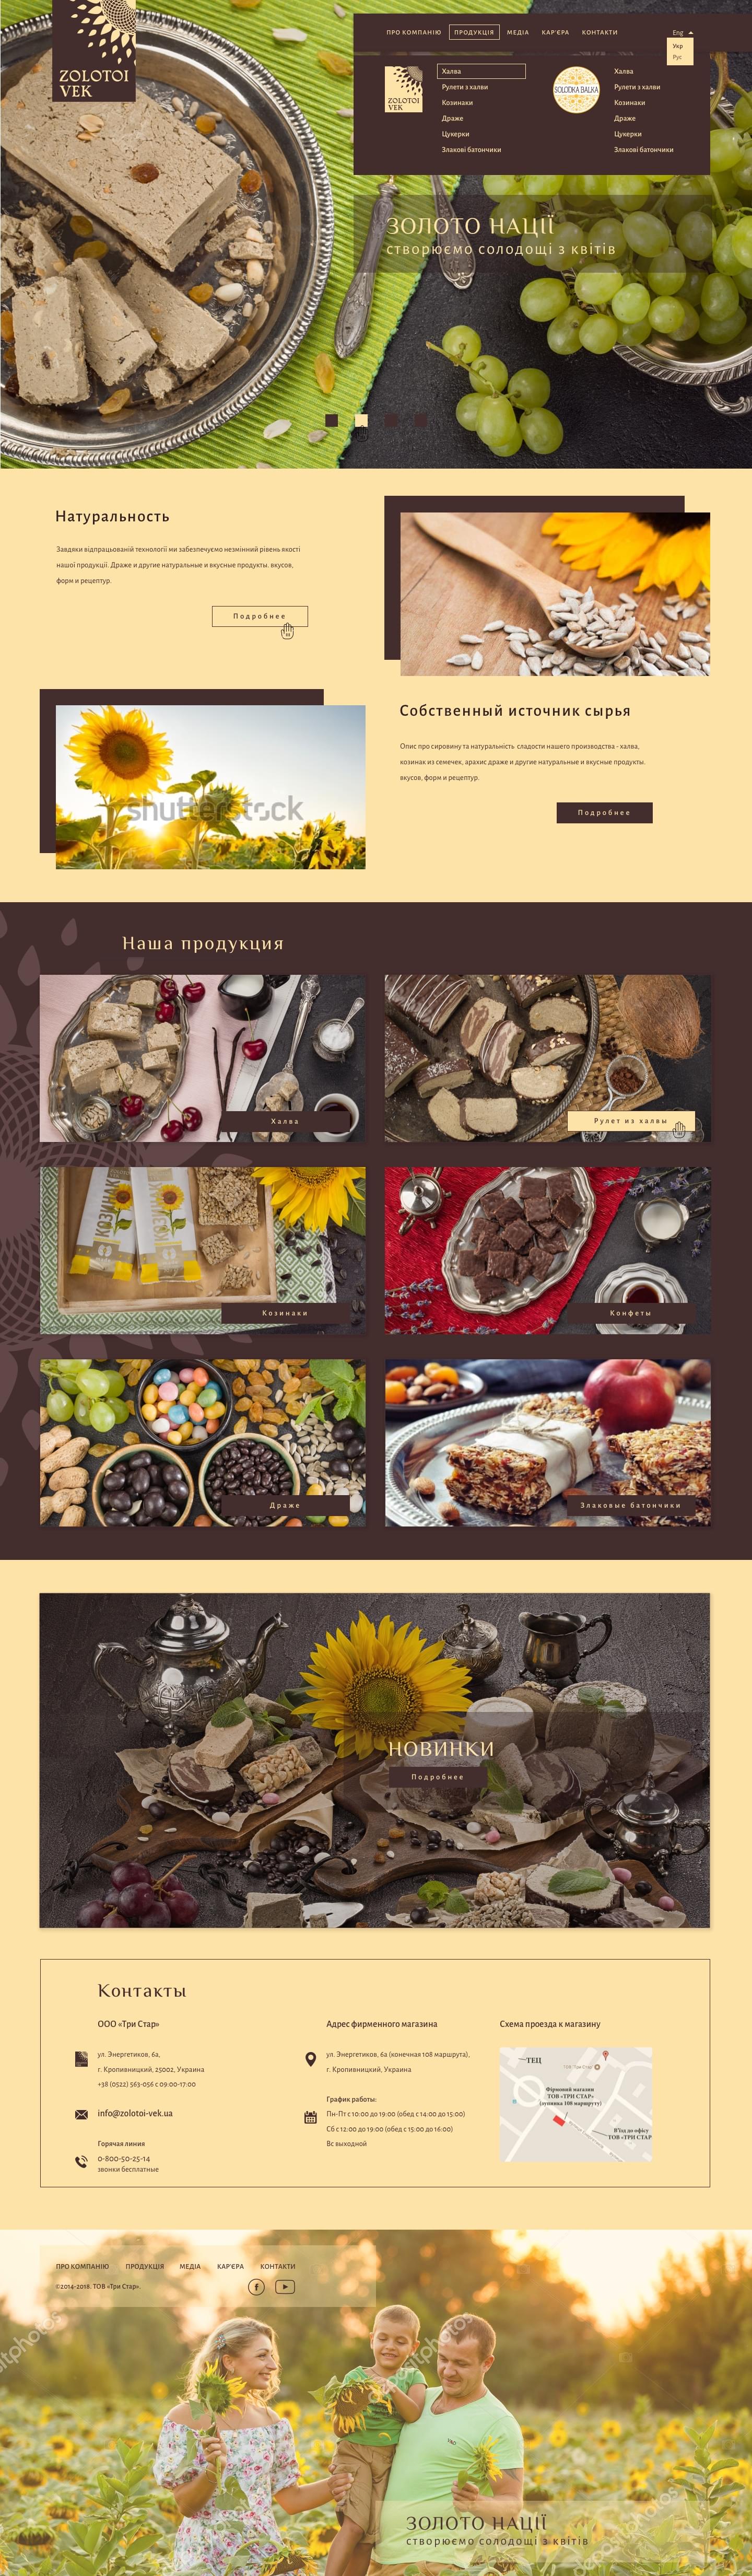 ZOLOTOI
VEK
ПРО КОМПАНІЮ
ПРОДУКЦІЯ
МЕДІА
КАР'ЄРА
КОНТАКТИ
Eng
Укр
Рус
ZOLOTOI
VEK
Халва
Рулети з халви
Козинаки
Драже
Цукерки
Злакові батончики
SOLODKA BALKA
Халва
Рулети з халви
Козинаки
Драже
Цукерки
Злакові батончики
ЗОЛОТО НАЦІЇ
створюємо солодощі з квітів
Натуральность
Завдяки відпрацьованій технології ми забезпечуємо незмінний рівень якості
нашої продукції. Драже и другие натуральные и вкусные продукты. вкусов,
форм и рецептур.
Подробнее
shutterstock
Собственный источник сырья
Опис про сировину та натуральність сладости нашего производства - халва,
козинак из семечек, арахис драже и другие натуральные и вкусные продукты.
вкусов, форм и рецептур.
Подробнее
Наша продукция
Халва
Рулет из халвы
Козинаки
Конфеты
Драже
Злаковые батончики
НОВИНКИ
Подробнее
Контакты
ООО «Три Стар»
ул. Энергетиков, 6а,
г. Кропивницкий, 25002, Украина
+38 (0522) 563-056 с 09:00-17:00
info@zolotoi-vek.ua
Горячая линия
0-800-50-25-14
звонки бесплатные
Адрес фирменного магазина
ул. Энергетиков, 6а (конечная 108 маршрута),
г. Кропивницкий, Украина
График работы:
Пн-Пт с 10:00 до 19:00 (обед с 14:00 до 15:00)
Сб с 12:00 до 19:00 (обед с 15:00 до 16:00)
Вс выходной
Схема проезда к магазину
ТЕЦ
Фірмовий магазин
ТОВ "ТРИ СТАР"
(зупинка 108 маршруту)
В'їзд до офісу
ТОВ "ТРИ СТАР
ПРО КОМПАНІЮ
ПРОДУКЦІЯ
МЕДІА
КАР'ЄРА
КОНТАКТИ
©2014-2018. ТОВ «Три Стар».
ЗОЛОТО НАЦІЇ
створюємо солодощі з квітів